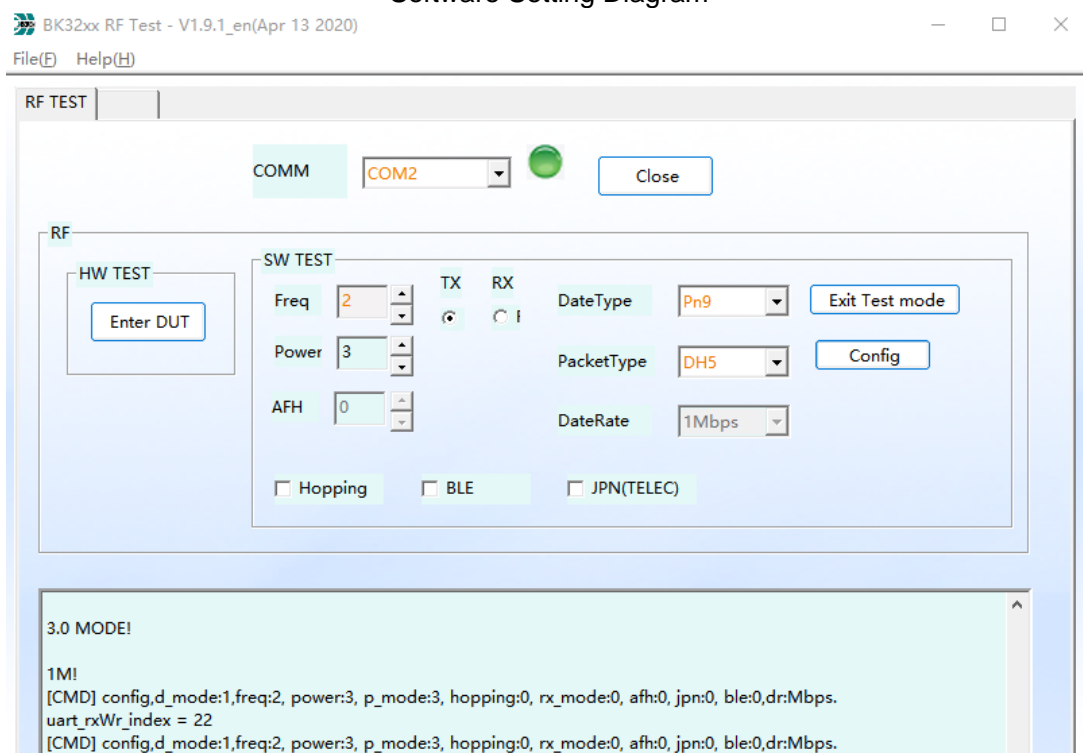 Software Setting Diagram
BK32xx RF Test - V1.9.1_en(Apr 13 2020)
File(F) Help(H)
RF TEST
COMM COM2 Close
RF
HW TEST
Enter DUT
SW TEST
TX RX
Freq 2 DateType Pn9 Exit Test mode
Power 3 PacketType DH5 Config
AFH 0 DateRate 1Mbps
Hopping BLE JPN(TELEC)
3.0 MODE!
1M!
[CMD] config,d_mode:1,freq:2, power:3, p_mode:3, hopping:0, rx_mode:0, afh:0, jpn:0, ble:0,dr:Mbps.
uart_rxWr_index = 22
[CMD] config,d_mode:1,freq:2, power:3, p_mode:3, hopping:0, rx_mode:0, afh:0, jpn:0, ble:0,dr:Mbps.